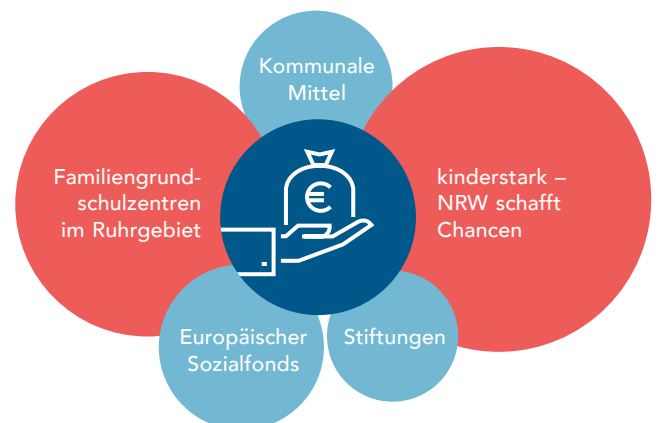 Kommunale
Mittel
Familiengrund-
schulzentren
im Ruhrgebiet
€
kinderstark –
NRW schafft
Chancen
Europäischer
Sozialfonds
Stiftungen